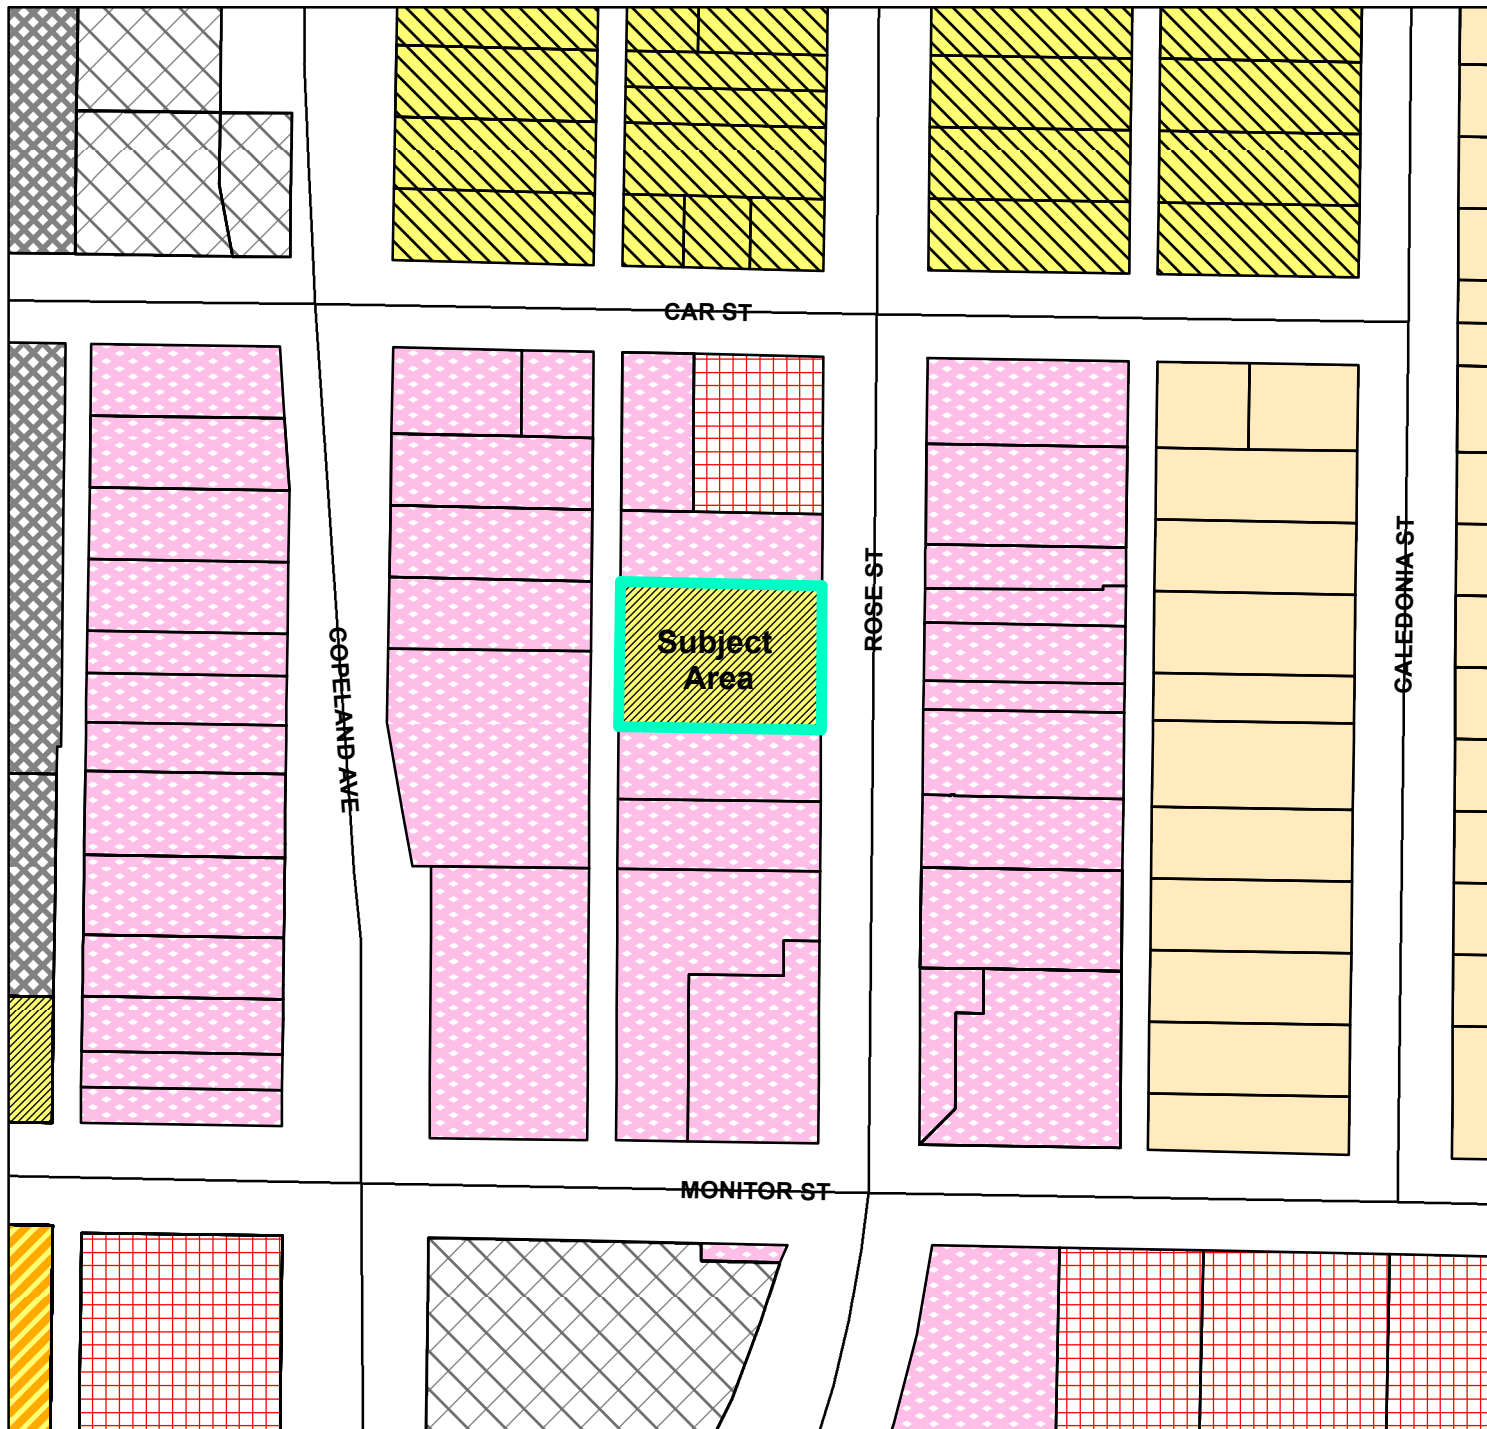 CAR ST
ROSE ST
CALEDONIA ST
COPELAND AVE
Subject
Area
MONITOR ST